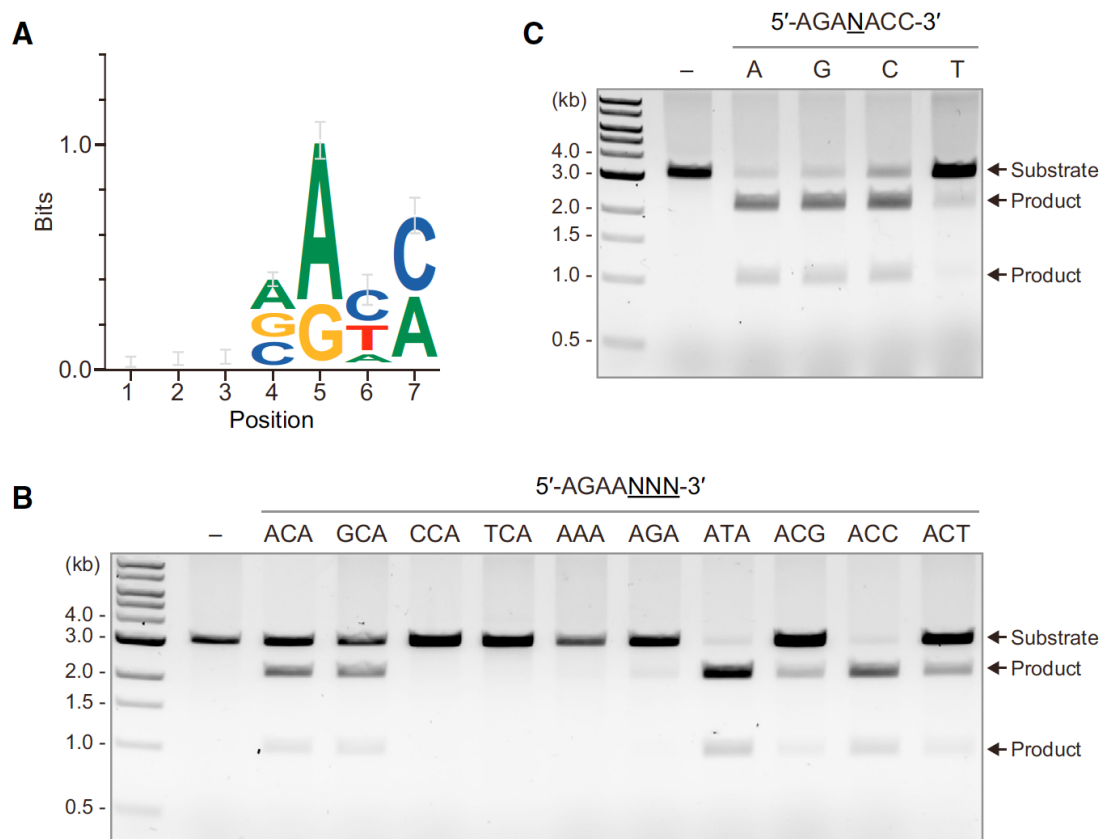 A
Bits
1.0
0.0
A
G
C
A
G
C
T
A
C
A
1 2 3 4 5 6 7
Position
C
5′-AGANACC-3′
– A G C T
(kb)
4.0 -
3.0 -
2.0 -
1.5 -
1.0 -
0.5 -
Substrate
Product
Product
B
5′-AGAANNN-3′
– ACA GCA CCA TCA AAA AGA ATA ACG ACC ACT
(kb)
4.0 -
3.0 -
2.0 -
1.5 -
1.0 -
0.5 -
Substrate
Product
Product